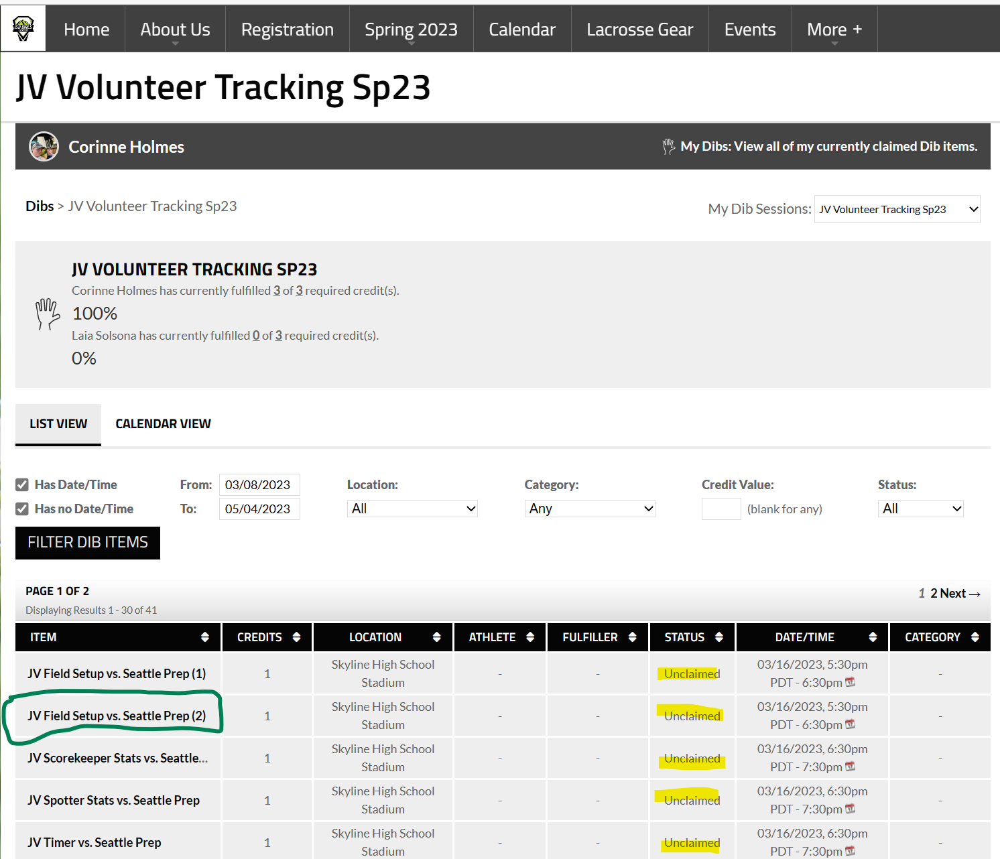 Home About Us Registration Spring 2023 Calendar Lacrosse Gear Events More +
JV Volunteer Tracking Sp23
Corinne Holmes My Dibs: View all of my currently claimed Dib items.
Dibs > JV Volunteer Tracking Sp23 My Dib Sessions: JV Volunteer Tracking Sp23
JV VOLUNTEER TRACKING SP23
Corinne Holmes has currently fulfilled 3 of 3 required credit(s).
100%
Laia Solsona has currently fulfilled 0 of 3 required credit(s).
0%
LIST VIEW CALENDAR VIEW
Has Date/Time From: 03/08/2023 Location: Category: Credit Value: Status:
Has no Date/Time To: 05/04/2023 All Any (blank for any) All
FILTER DIB ITEMS
PAGE 1 OF 2 1 2 Next →
Displaying Results 1 - 30 of 41
ITEM CREDITS LOCATION ATHLETE FULFILLER STATUS DATE/TIME CATEGORY
JV Field Setup vs. Seattle Prep (1) 1 Skyline High School Stadium - - Unclaimed 03/16/2023, 5:30pm PDT - 6:30pm -
JV Field Setup vs. Seattle Prep (2) 1 Skyline High School Stadium - - Unclaimed 03/16/2023, 5:30pm PDT - 6:30pm -
JV Scorekeeper Stats vs. Seattle... 1 Skyline High School Stadium - - Unclaimed 03/16/2023, 6:30pm PDT - 7:30pm -
JV Spotter Stats vs. Seattle Prep 1 Skyline High School Stadium - - Unclaimed 03/16/2023, 6:30pm PDT - 7:30pm -
JV Timer vs. Seattle Prep 1 Skyline High School Stadium - - Unclaimed 03/16/2023, 6:30pm PDT - 7:30pm -